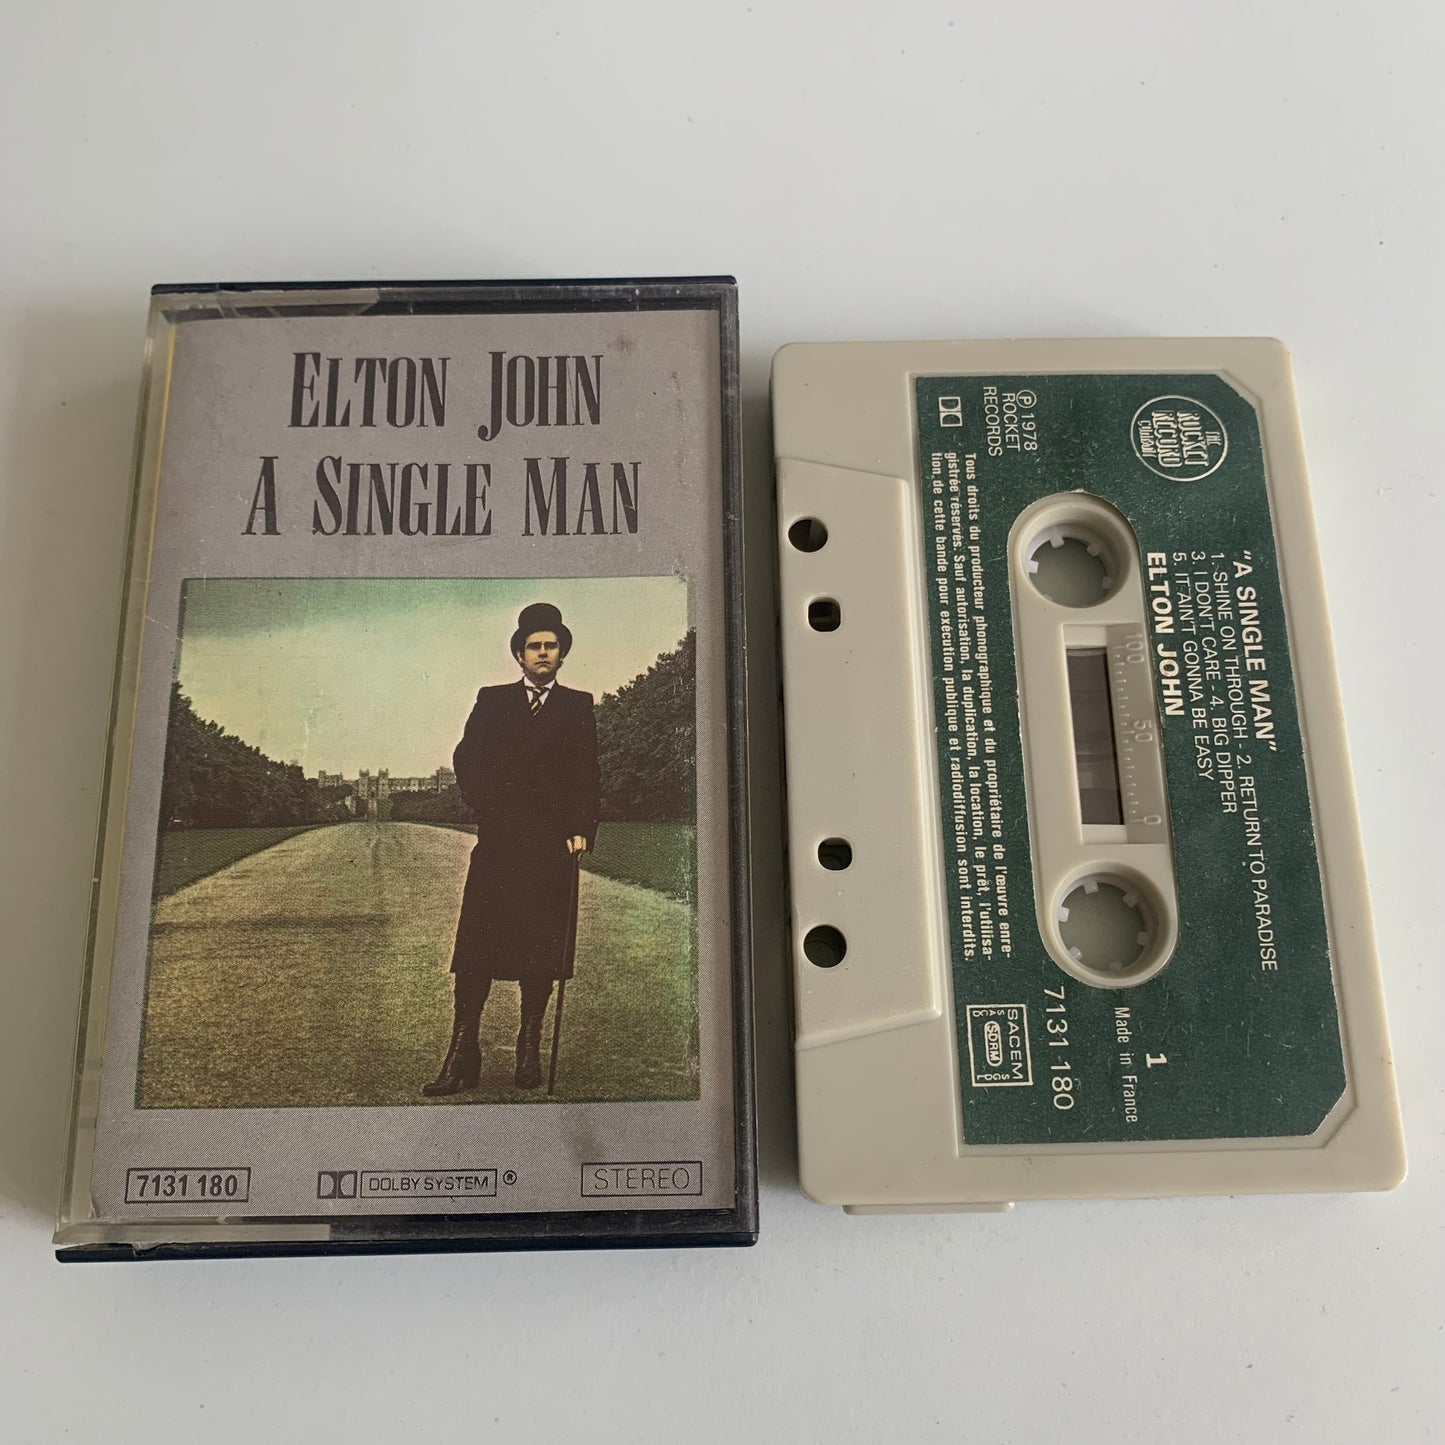 ELTON JOHN
A SINGLE MAN
7131 180
DOLBY SYSTEM ®
STEREO
THE
ROCKET
RECORD
COMPANY
"A SINGLE MAN"
1. SHINE ON THROUGH - 2. RETURN TO PARADISE
3. I DON'T CARE - 4. BIG DIPPER
5. IT AIN'T GONNA BE EASY
ELTON JOHN
100 50 0
℗ 1978
ROCKET
RECORDS
Tous droits du producteur phonographique et du propriétaire de l'œuvre enre-
gistrée réservés. Sauf autorisation, la duplication, la location, le prêt, l'utilisa-
tion, de cette bande pour exécution publique et radiodiffusion sont interdits.
1
Made in France
7131 180
SACEM
SACD
SDRM
SGDL